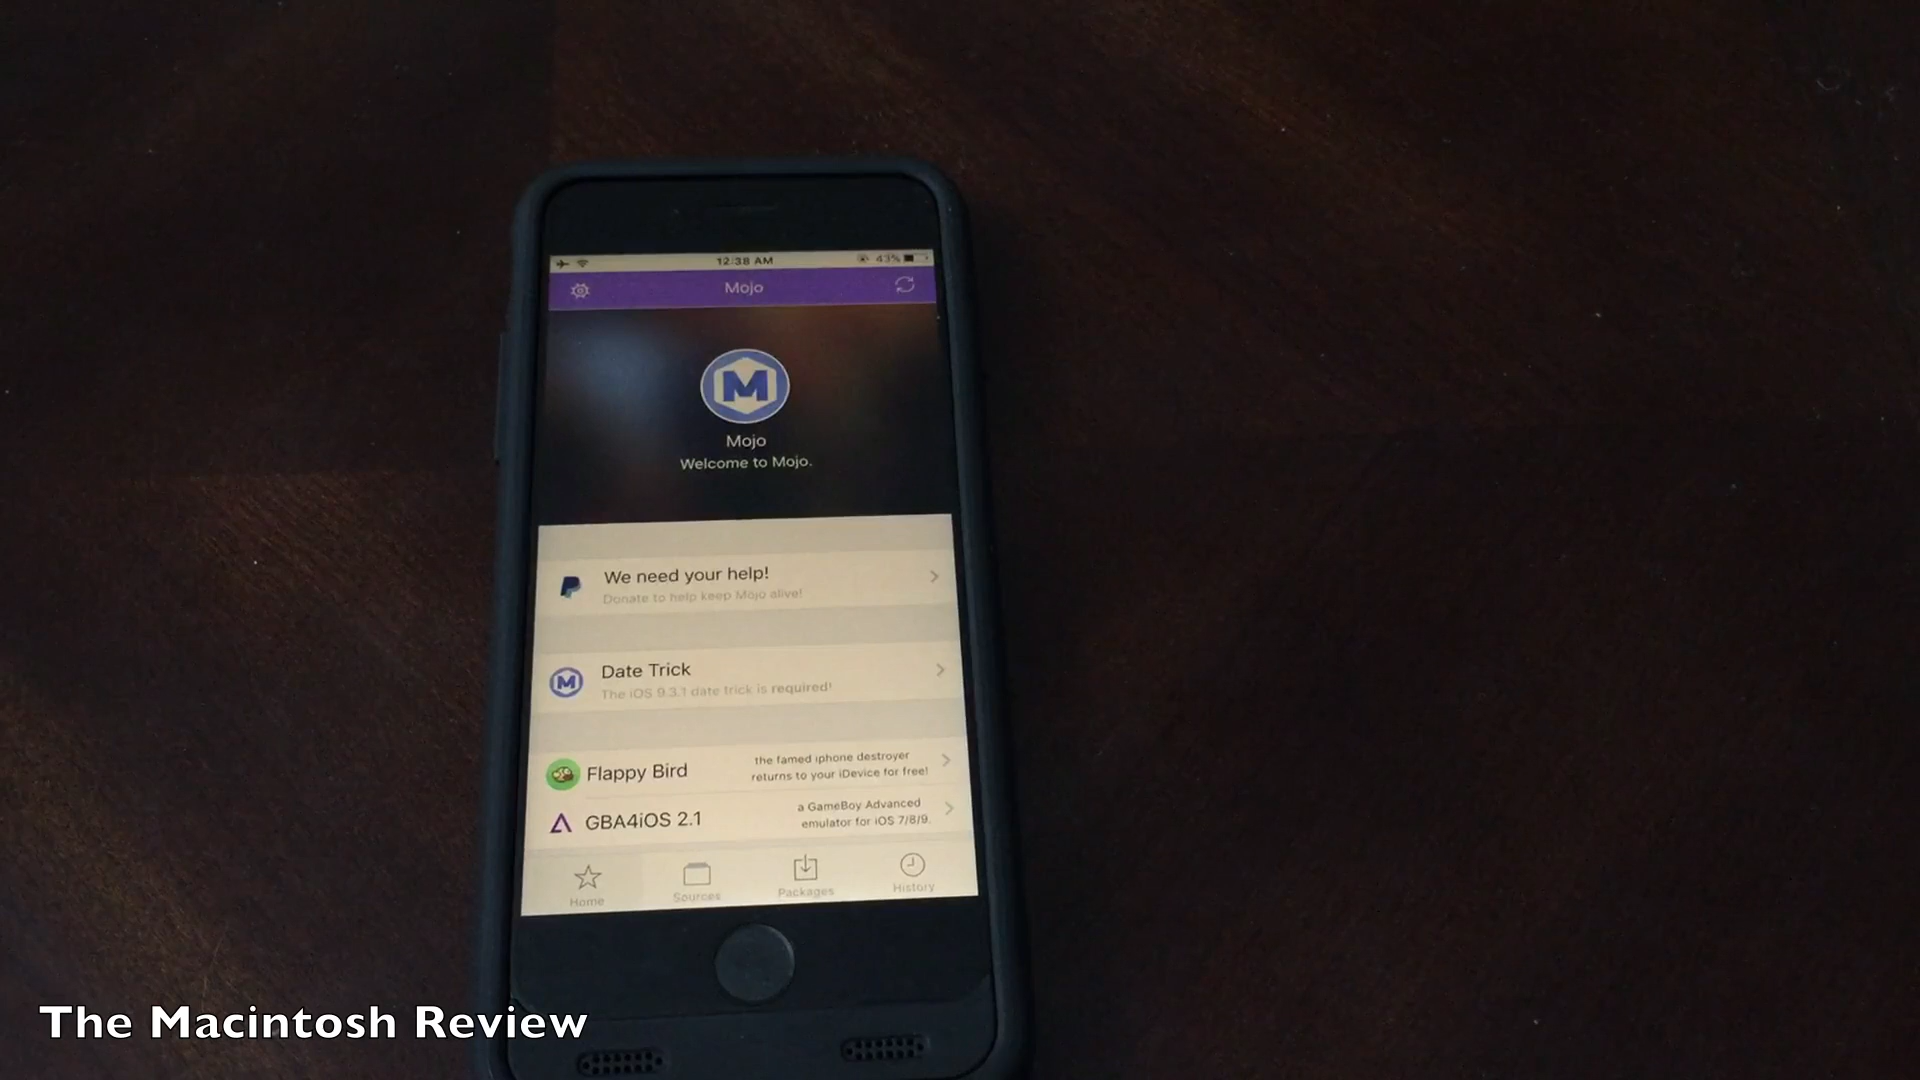 12:38 AM
43%
Mojo
M
Mojo
Welcome to Mojo.
We need your help!
Donate to help keep Mojo alive!
M
Date Trick
The iOS 9.3.1 date trick is required!
Flappy Bird
the famed iphone destroyer
returns to your iDevice for free!
GBA4iOS 2.1
a GameBoy Advanced
emulator for iOS 7/8/9.
Home
Sources
Packages
History
The Macintosh Review